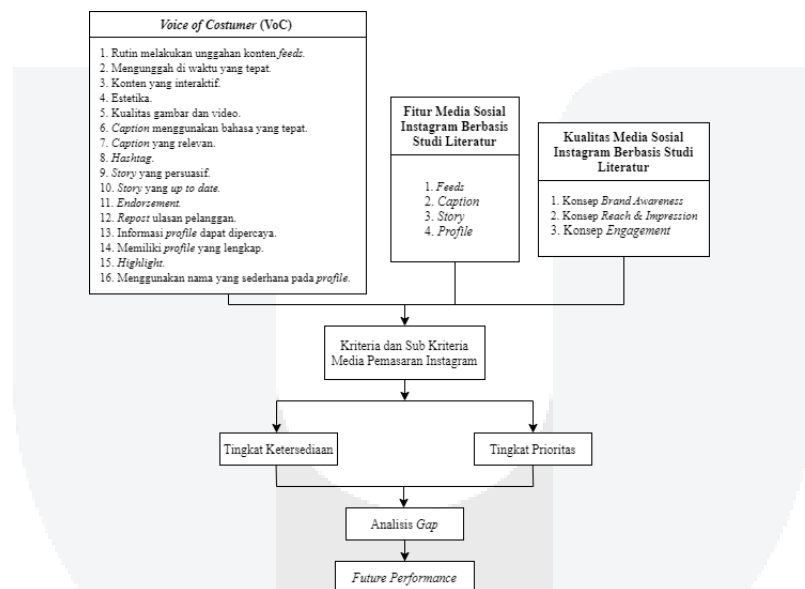 Voice of Costumer (VoC)
1. Rutin melakukan unggahan konten feeds.
2. Mengunggah di waktu yang tepat.
3. Konten yang interaktif.
4. Estetika.
5. Kualitas gambar dan video.
6. Caption menggunakan bahasa yang tepat.
7. Caption yang relevan.
8. Hashtag.
9. Story yang persuasif.
10. Story yang up to date.
11. Endorsement.
12. Repost ulasan pelanggan.
13. Informasi profile dapat dipercaya.
14. Memiliki profile yang lengkap.
15. Highlight.
16. Menggunakan nama yang sederhana pada profile.
Fitur Media Sosial
Instagram Berbasis
Studi Literatur
1. Feeds
2. Caption
3. Story
4. Profile
Kualitas Media Sosial
Instagram Berbasis Studi
Literatur
1. Konsep Brand Awareness
2. Konsep Reach & Impression
3. Konsep Engagement
Kriteria dan Sub Kriteria
Media Pemasaran Instagram
Tingkat Ketersediaan
Tingkat Prioritas
Analisis Gap
Future Performance